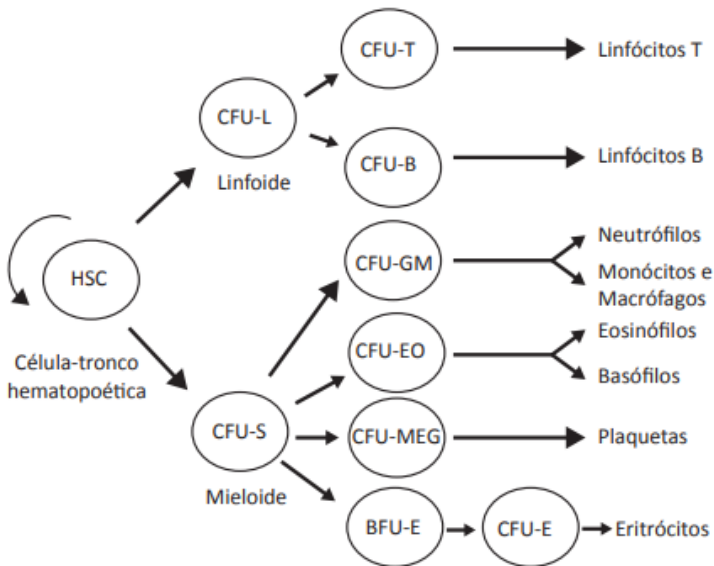 CFU-T
Linfócitos T
CFU-L
Linfoide
CFU-B
Linfócitos B
HSC
Célula-tronco
hematopoética
CFU-GM
Neutrófilos
Monócitos e
Macrófagos
CFU-EO
Eosinófilos
Basófilos
CFU-S
Mieloide
CFU-MEG
Plaquetas
BFU-E
CFU-E
Eritrócitos